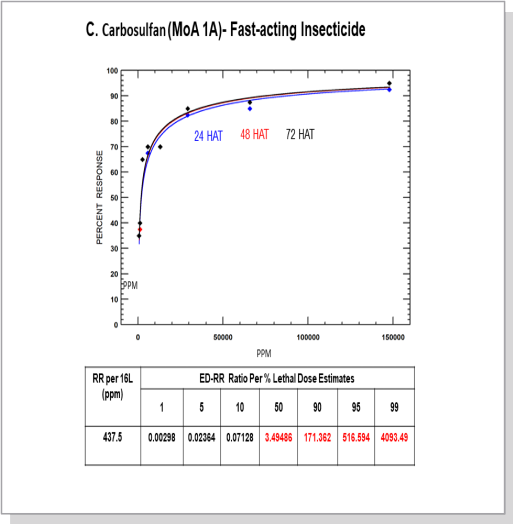 C. Carbosulfan (MoA 1A)- Fast-acting Insecticide
100
90
80
70
60
50
40
30
20
10
0
PERCENT RESPONSE
24 HAT 48 HAT 72 HAT
PPM
0 50000 100000 150000
PPM
RR per 16L (ppm)
ED-RR Ratio Per % Lethal Dose Estimates
1 5 10 50 90 95 99
437.5 0.00298 0.02364 0.07128 3.49486 171.362 516.594 4093.49